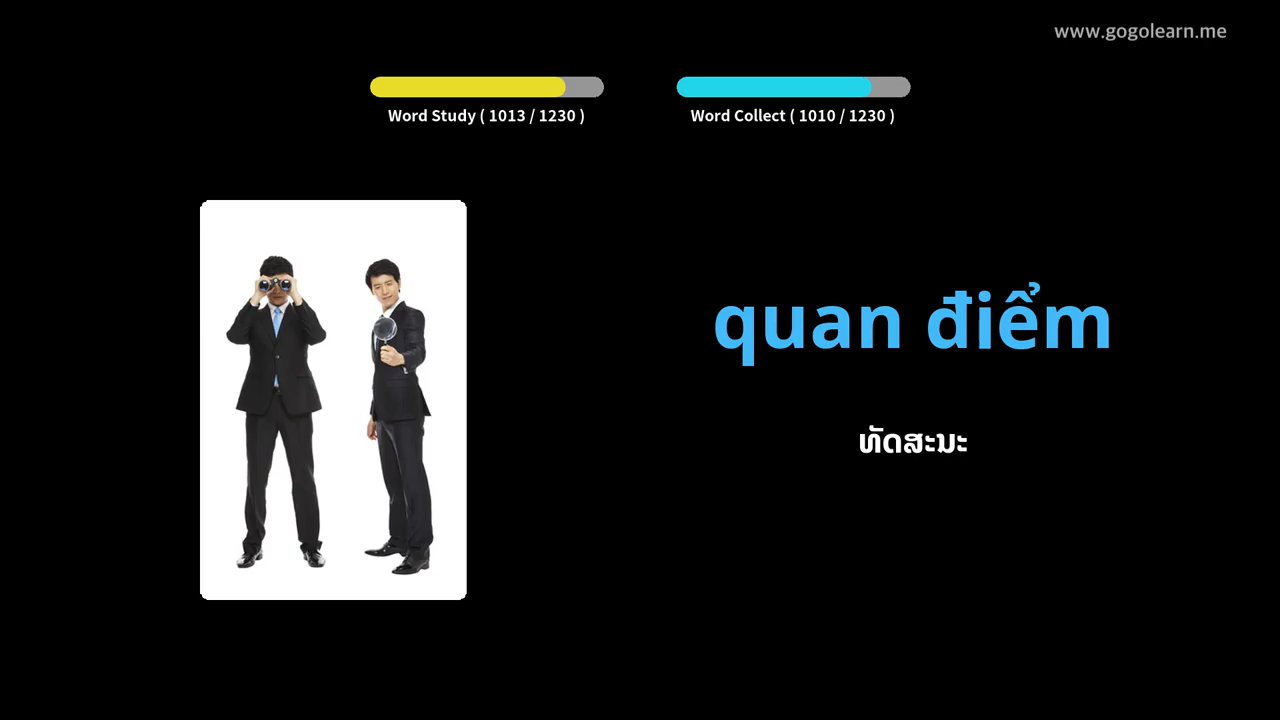 www.gogolearn.me
Word Study ( 1013 / 1230 )
Word Collect ( 1010 / 1230 )
quan điểm
ທັດສະນະ